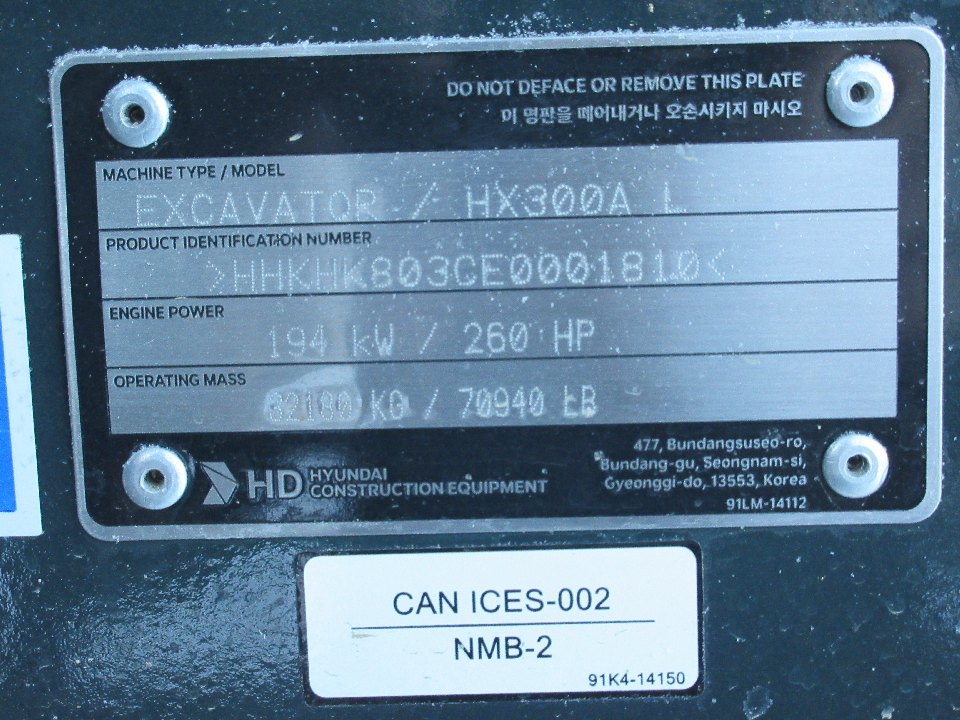 DO NOT DEFACE OR REMOVE THIS PLATE
이 명판을 떼어내거나 오손시키지 마시오
MACHINE TYPE / MODEL
EXCAVATOR / HX300A L
PRODUCT IDENTIFICATION NUMBER
>HHKHK803CE0001810<
ENGINE POWER
194 kW / 260 HP
OPERATING MASS
32180 KG / 70940 LB
HD HYUNDAI
CONSTRUCTION EQUIPMENT
477, Bundangsuseo-ro,
Bundang-gu, Seongnam-si,
Gyeonggi-do, 13553, Korea
91LM-14112
CAN ICES-002
NMB-2
91K4-14150